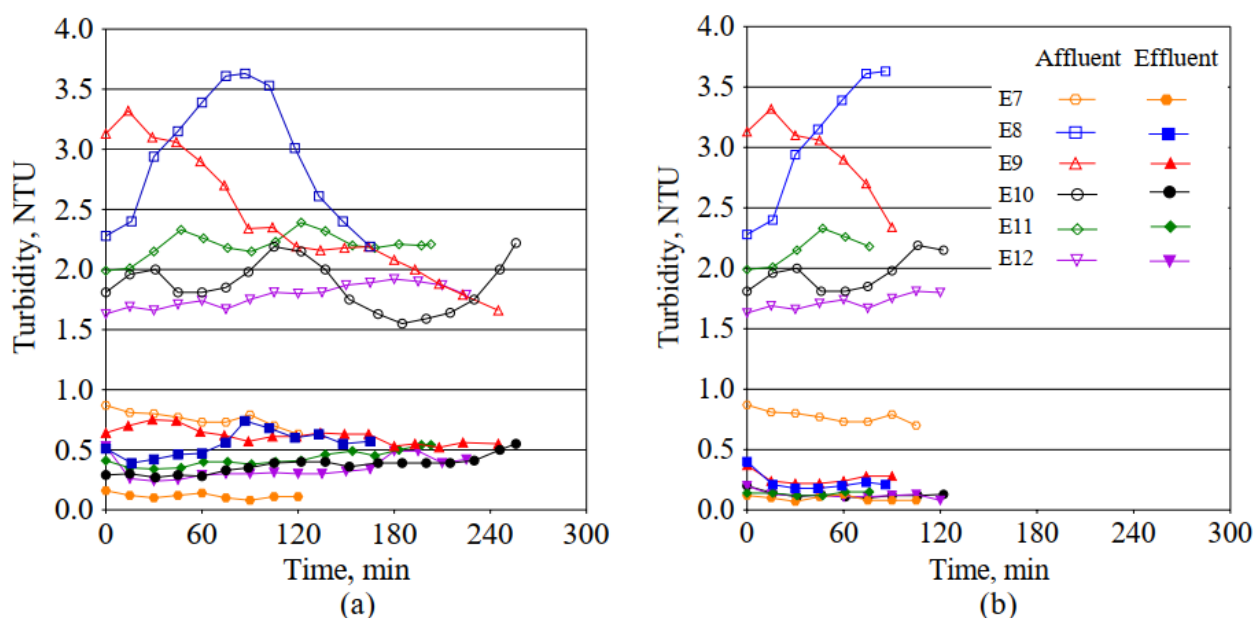 4.0
3.5
3.0
2.5
2.0
1.5
1.0
0.5
0.0
Turbidity, NTU
0 60 120 180 240 300
Time, min
(a)
4.0
3.5
3.0
2.5
2.0
1.5
1.0
0.5
0.0
Turbidity, NTU
0 60 120 180 240 300
Time, min
(b)
Affluent Effluent
E7
E8
E9
E10
E11
E12